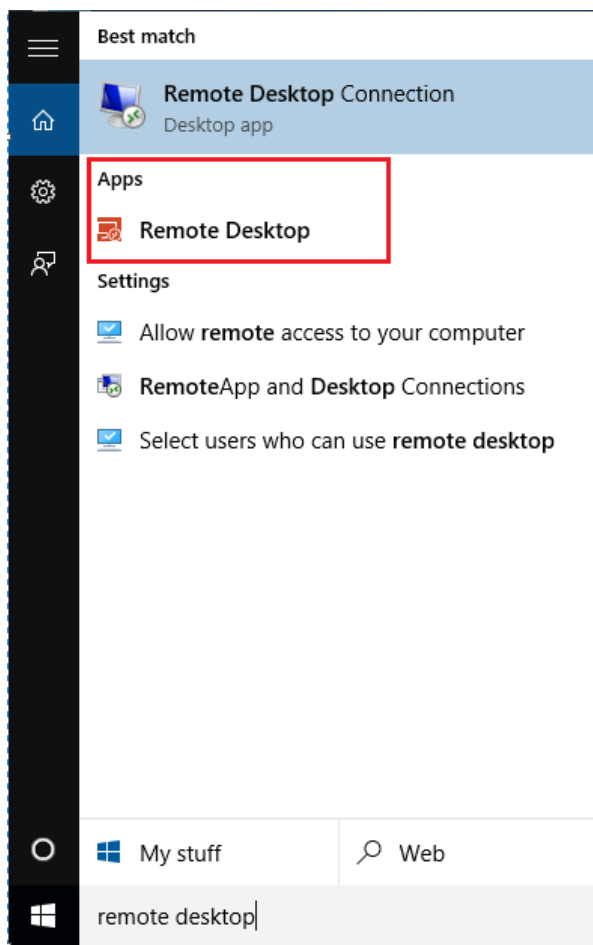 Best match
Remote Desktop Connection
Desktop app
Apps
Remote Desktop
Settings
Allow remote access to your computer
RemoteApp and Desktop Connections
Select users who can use remote desktop
My stuff
Web
remote desktop